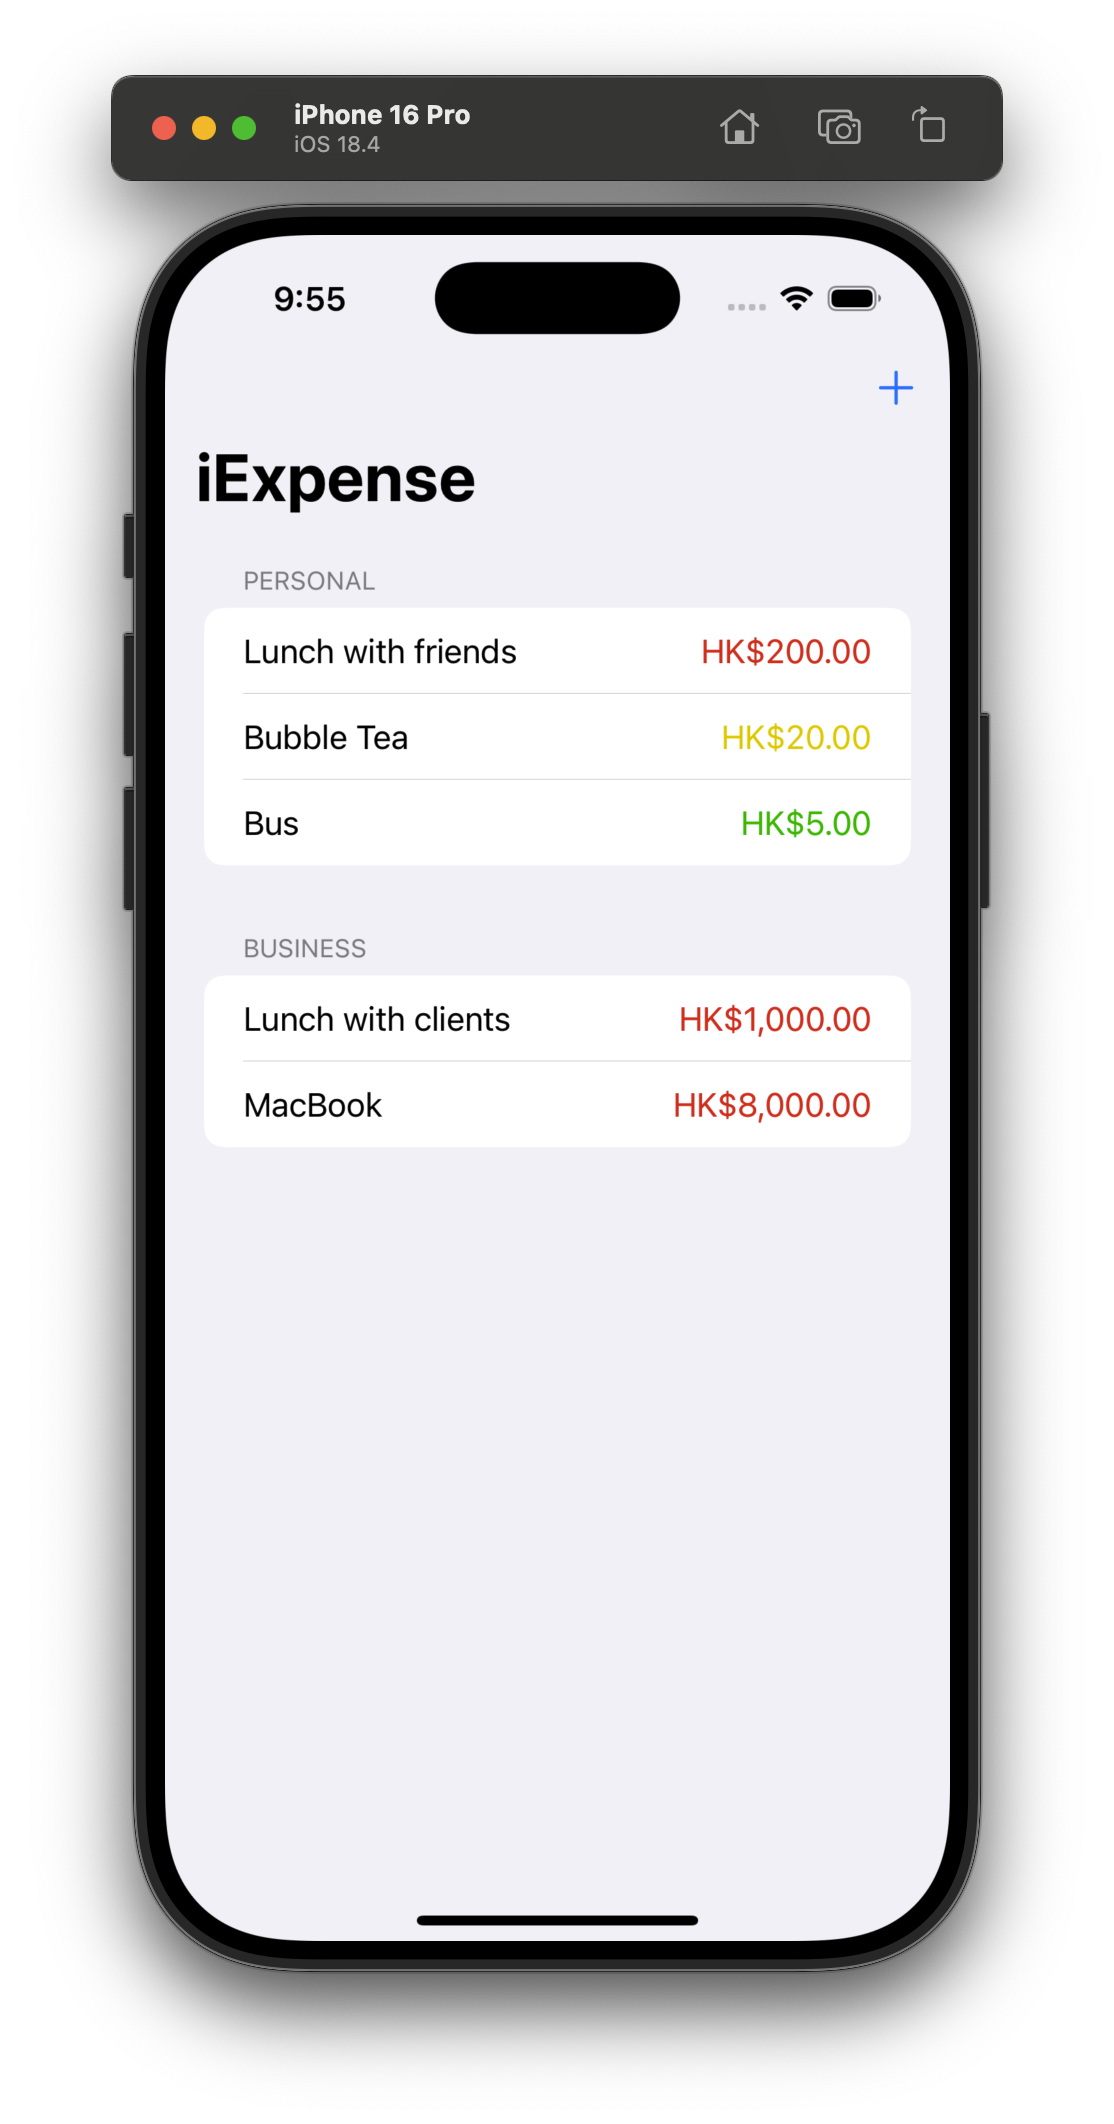 iPhone 16 Pro
iOS 18.4
9:55
iExpense
PERSONAL
Lunch with friends HK$200.00
Bubble Tea HK$20.00
Bus HK$5.00
BUSINESS
Lunch with clients HK$1,000.00
MacBook HK$8,000.00